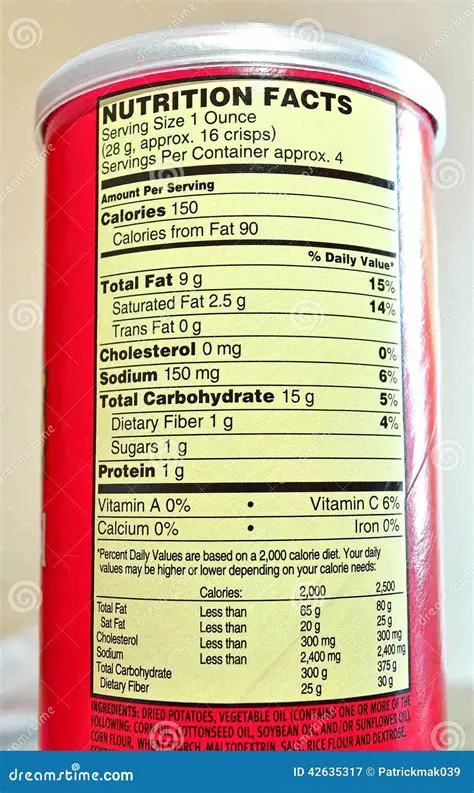 NUTRITION FACTS
Serving Size 1 Ounce
(28 g, approx. 16 crisps)
Servings Per Container approx. 4
Amount Per Serving
Calories 150
Calories from Fat 90
% Daily Value*
Total Fat 9 g 15%
Saturated Fat 2.5 g 14%
Trans Fat 0 g
Cholesterol 0 mg 0%
Sodium 150 mg 6%
Total Carbohydrate 15 g 5%
Dietary Fiber 1 g 4%
Sugars 1 g
Protein 1 g
Vitamin A 0% • Vitamin C 6%
Calcium 0% • Iron 0%
*Percent Daily Values are based on a 2,000 calorie diet. Your daily
values may be higher or lower depending on your calorie needs:
Calories: 2,000 2,500
Total Fat Less than 65 g 80 g
Sat Fat Less than 20 g 25 g
Cholesterol Less than 300 mg 300 mg
Sodium Less than 2,400 mg 2,400 mg
Total Carbohydrate 300 g 375 g
Dietary Fiber 25 g 30 g
INGREDIENTS: DRIED POTATOES, VEGETABLE OIL (CONTAINS ONE OR MORE OF THE
FOLLOWING: CORN OIL, COTTONSEED OIL, SOYBEAN OIL, AND/OR SUNFLOWER OIL),
CORN FLOUR, WHEAT STARCH, MALTODEXTRIN, SALT, RICE FLOUR AND DEXTROSE.
dreamstime.com ID 42635317 © Patrickmak039